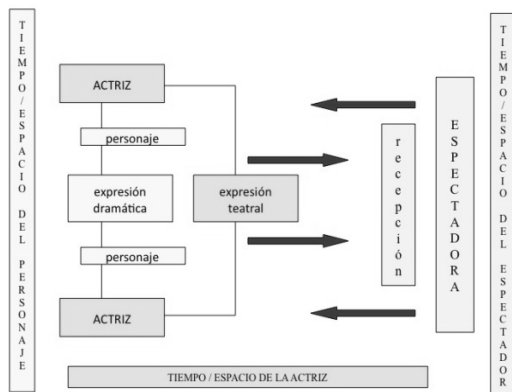 TIEMPO/ESPACIO DEL PERSONAJE
ACTRIZ
personaje
expresión
dramática
expresión
teatral
personaje
ACTRIZ
recepción
ESPECTADORA
TIEMPO/ESPACIO DEL ESPECTADOR
TIEMPO / ESPACIO DE LA ACTRIZ